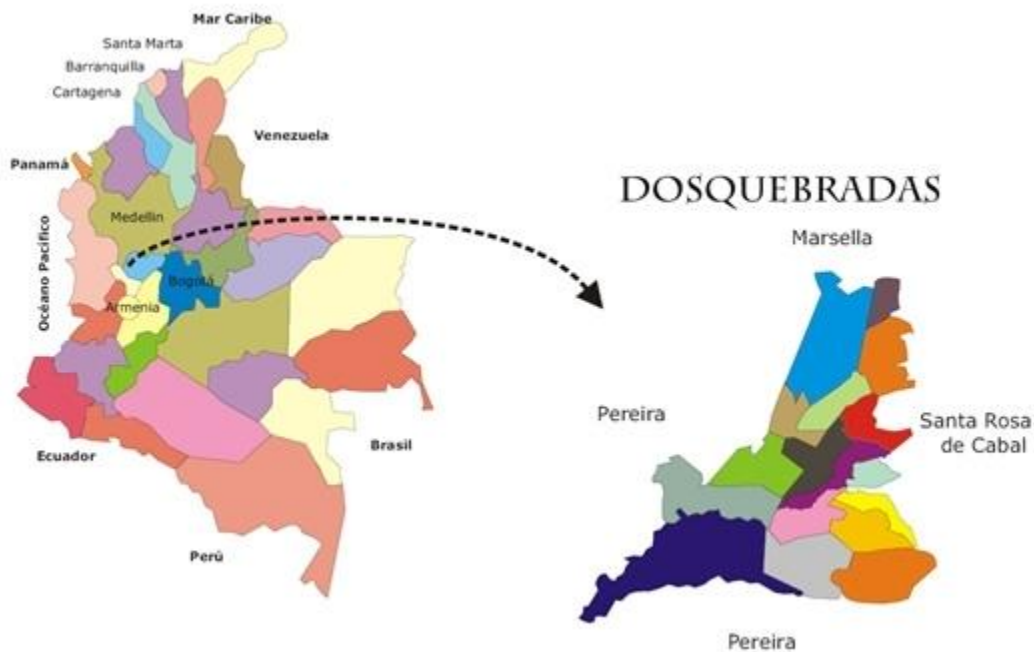 Mar Caribe
Santa Marta
Barranquilla
Cartagena
Venezuela
Panamá
Medellin
Océano Pacífico
Bogotá
Armenia
Ecuador
Brasil
Perú
DOSQUEBRADAS
Marsella
Pereira
Santa Rosa
de Cabal
Pereira